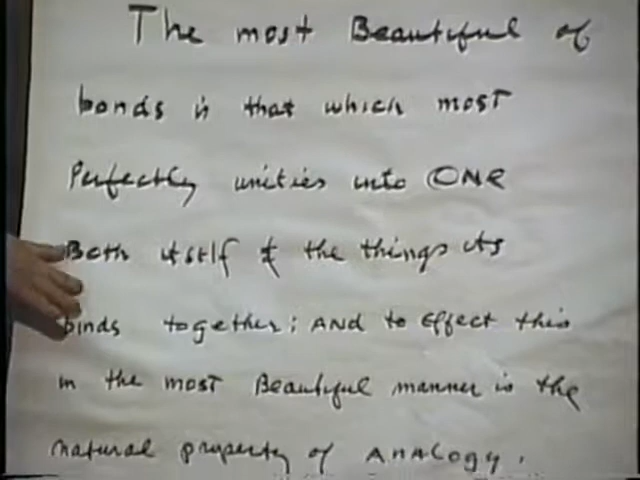 The most Beautiful of
bonds is that which most
Perfectly unities into ONE
Both itself & the things its
binds together; AND to Effect this
in the most Beautiful manner is the
natural property of ANALOGY.